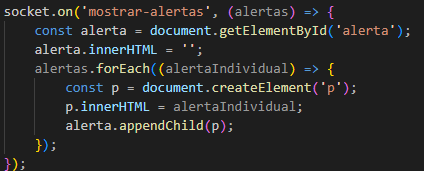 socket.on('mostrar-alertas', (alertas) => {
    const alerta = document.getElementById('alerta');
    alerta.innerHTML = '';
    alertas.forEach((alertaIndividual) => {
        const p = document.createElement('p');
        p.innerHTML = alertaIndividual;
        alerta.appendChild(p);
    });
});